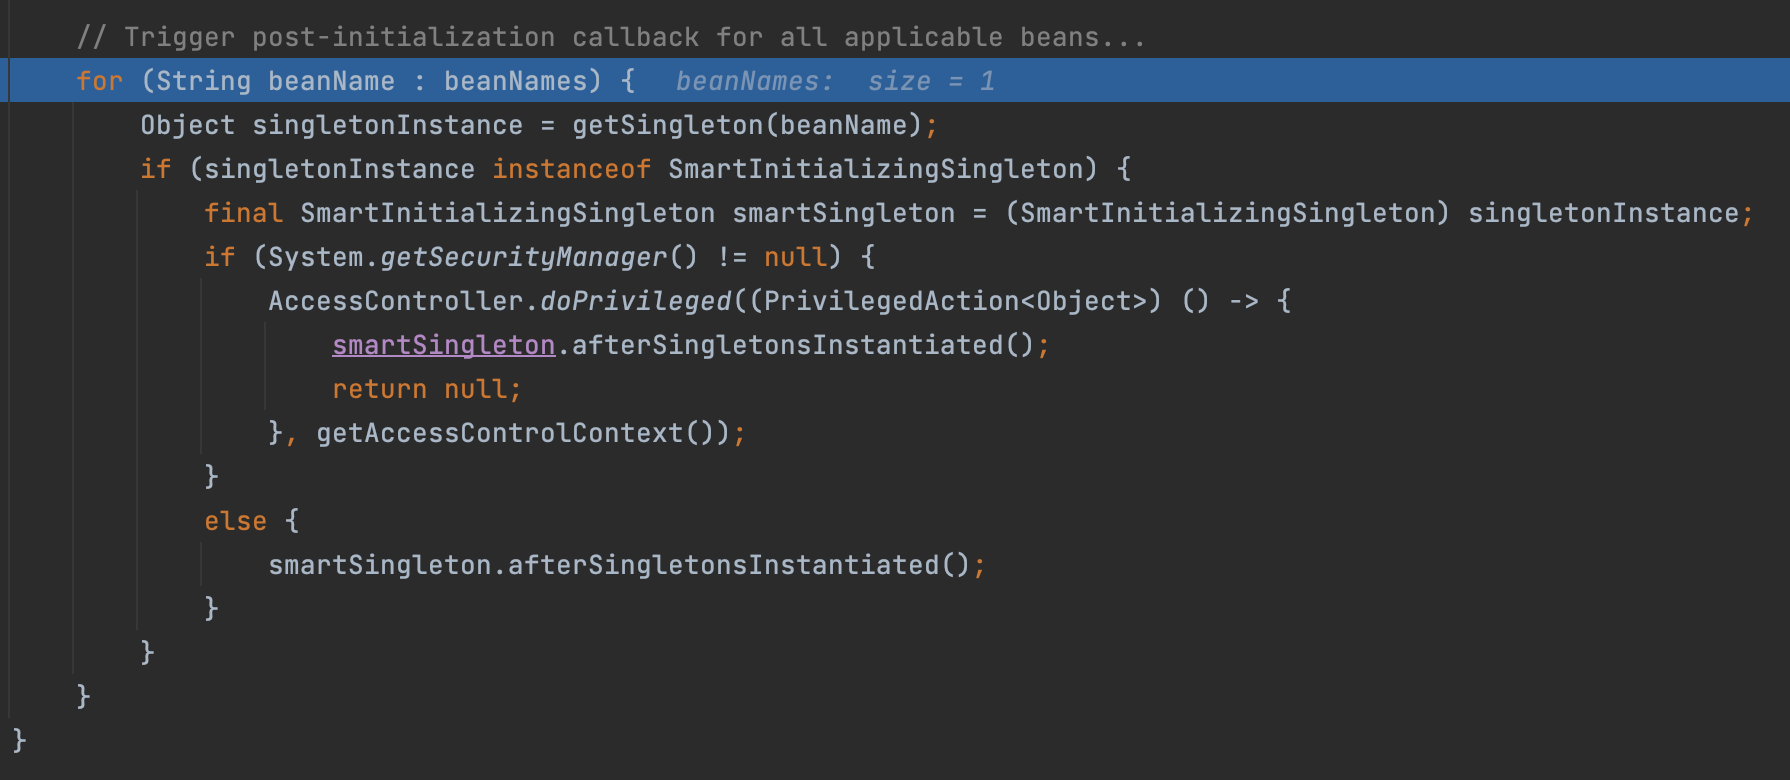 // Trigger post-initialization callback for all applicable beans...
for (String beanName : beanNames) {   beanNames:  size = 1
Object singletonInstance = getSingleton(beanName);
if (singletonInstance instanceof SmartInitializingSingleton) {
final SmartInitializingSingleton smartSingleton = (SmartInitializingSingleton) singletonInstance;
if (System.getSecurityManager() != null) {
AccessController.doPrivileged((PrivilegedAction<Object>) () -> {
smartSingleton.afterSingletonsInstantiated();
return null;
}, getAccessControlContext());
}
else {
smartSingleton.afterSingletonsInstantiated();
}
}
}
}